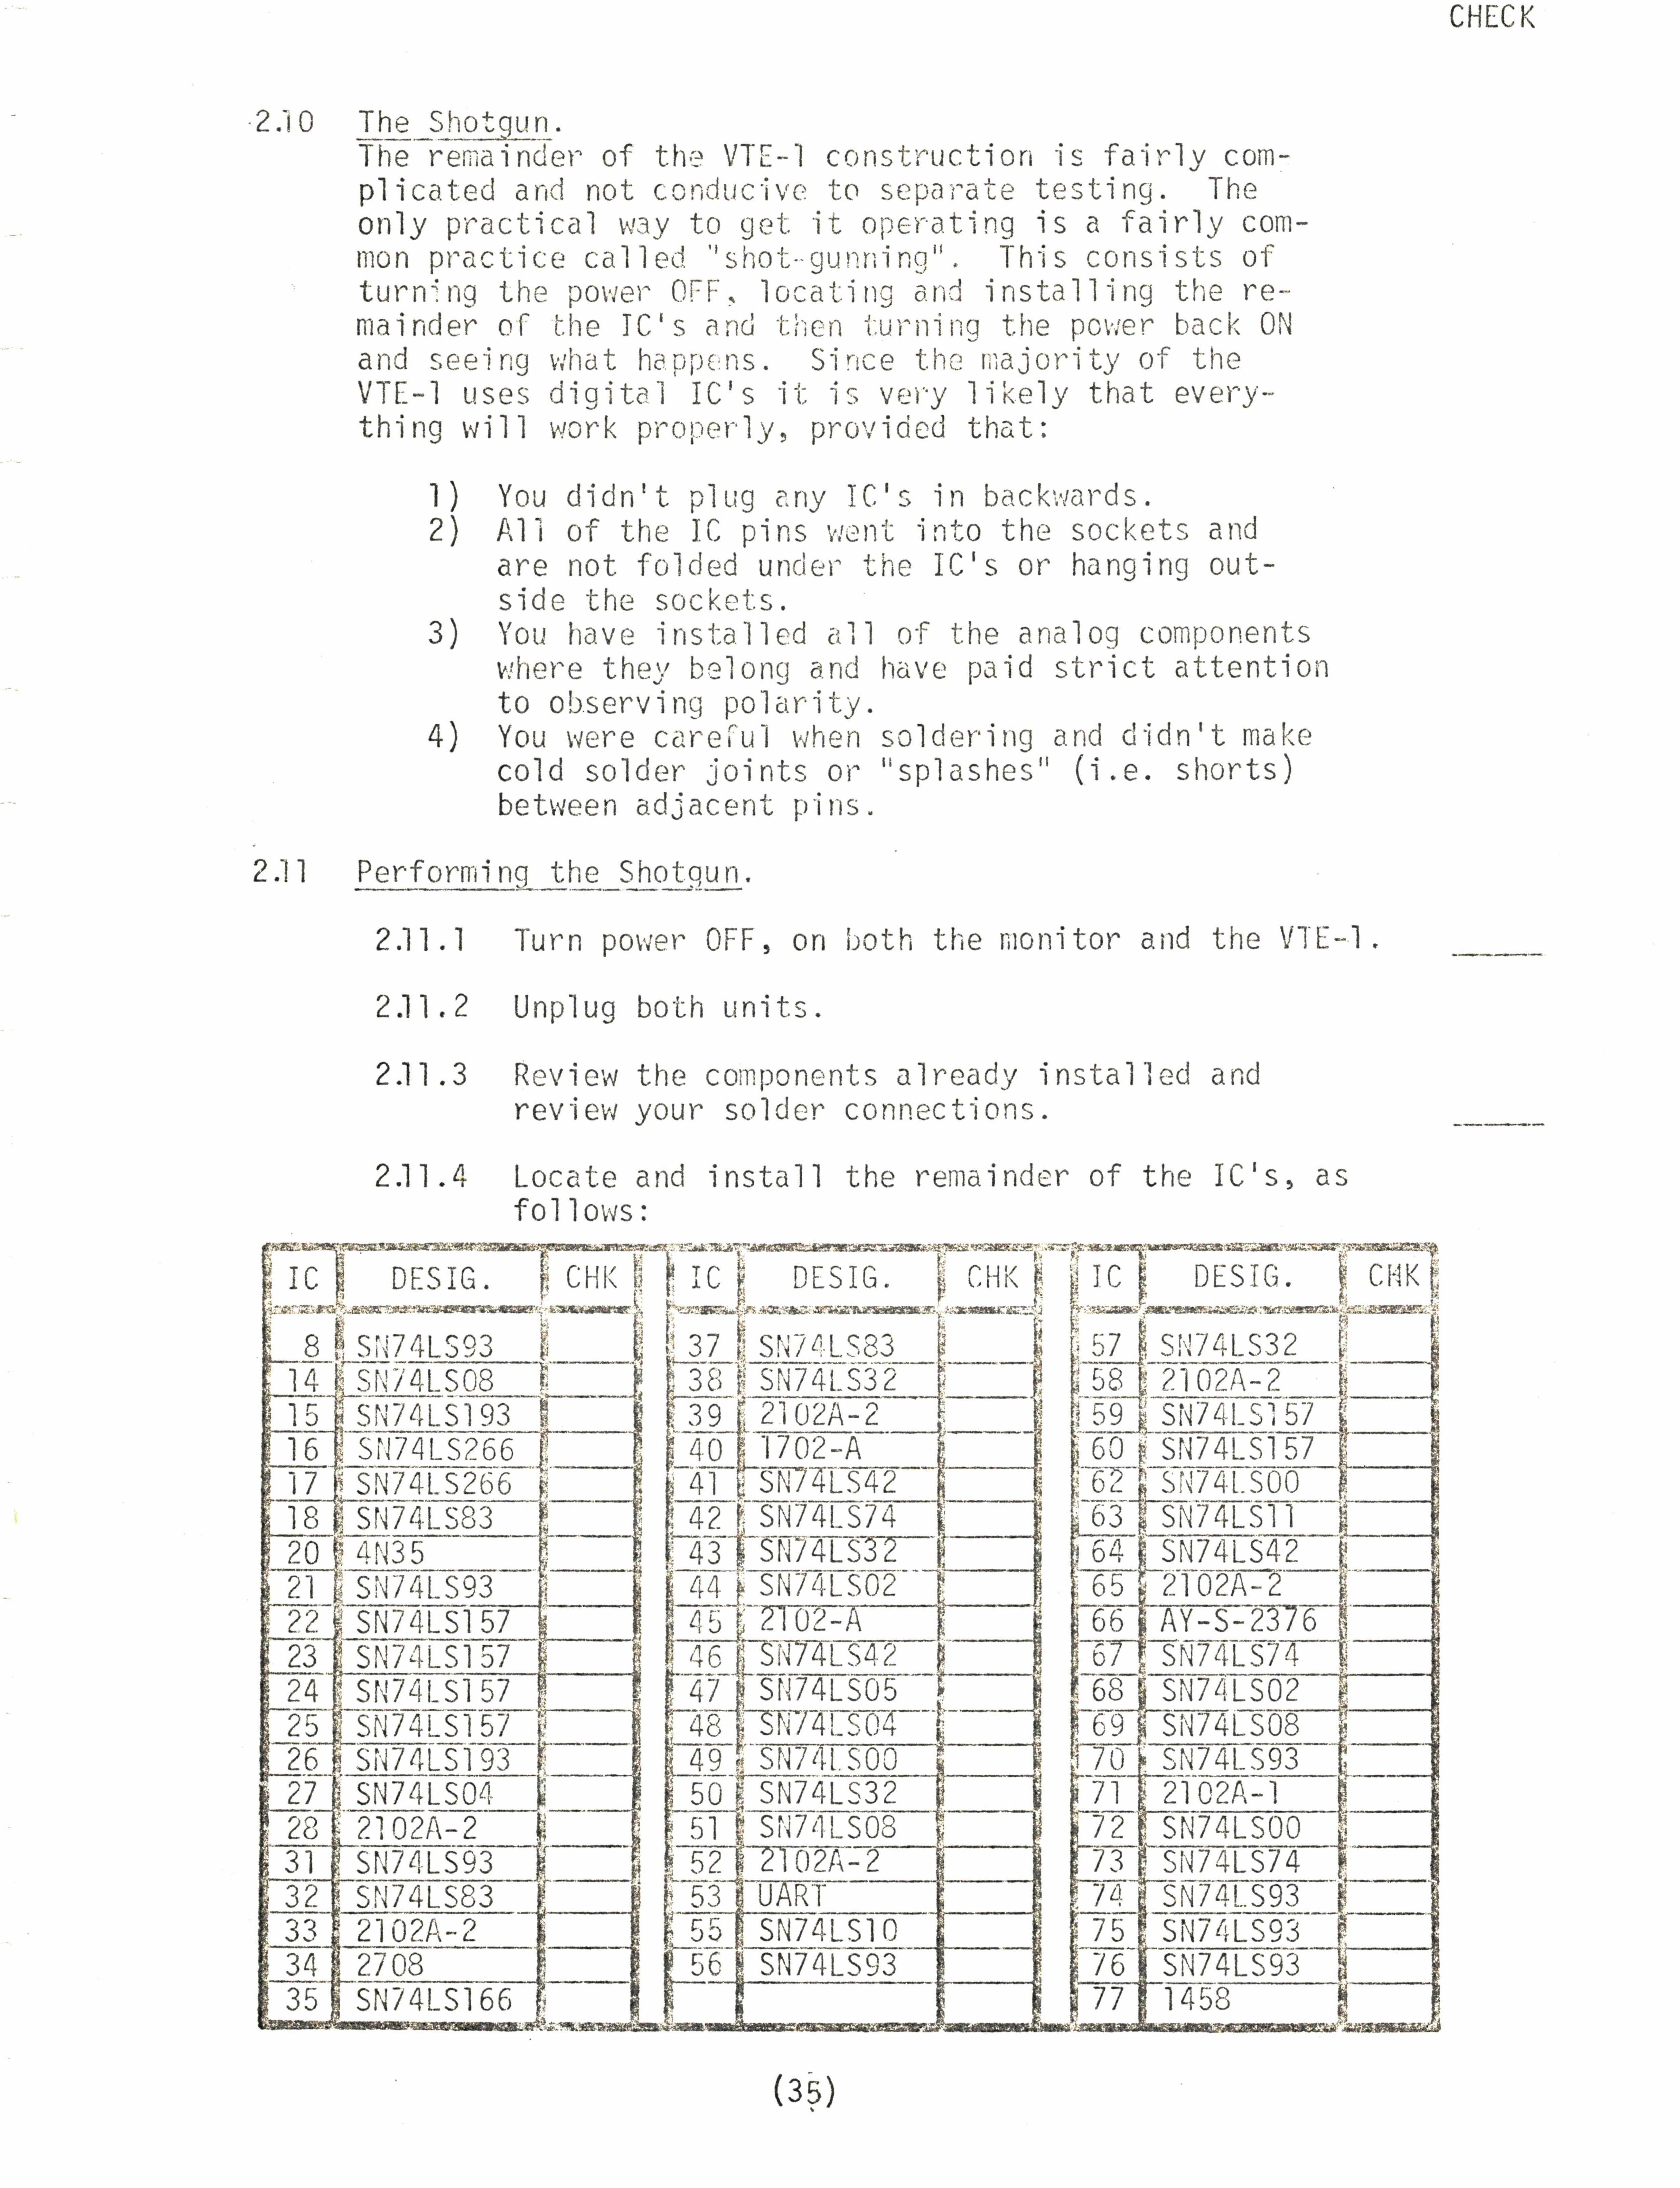 CHECK
2.10 The Shotgun.
The remainder of the VTE-1 construction is fairly com-
plicated and not conducive to separate testing. The
only practical way to get it operating is a fairly com-
mon practice called "shot-gunning". This consists of
turning the power OFF, locating and installing the re-
mainder of the IC's and then turning the power back ON
and seeing what happens. Since the majority of the
VTE-1 uses digital IC's it is very likely that every-
thing will work properly, provided that:
1) You didn't plug any IC's in backwards.
2) All of the IC pins went into the sockets and
are not folded under the IC's or hanging out-
side the sockets.
3) You have installed all of the analog components
where they belong and have paid strict attention
to observing polarity.
4) You were careful when soldering and didn't make
cold solder joints or "splashes" (i.e. shorts)
between adjacent pins.
2.11 Performing the Shotgun.
2.11.1 Turn power OFF, on both the monitor and the VTE-1.
2.11.2 Unplug both units.
2.11.3 Review the components already installed and
review your solder connections.
2.11.4 Locate and install the remainder of the IC's, as
follows:
IC DESIG. CHK IC DESIG. CHK IC DESIG. CHK
8 SN74LS93 37 SN74LS83 57 SN74LS32
14 SN74LS08 38 SN74LS32 58 2102A-2
15 SN74LS193 39 2102A-2 59 SN74LS157
16 SN74LS266 40 1702-A 60 SN74LS157
17 SN74LS266 41 SN74LS42 62 SN74LS00
18 SN74LS83 42 SN74LS74 63 SN74LS11
20 4N35 43 SN74LS32 64 SN74LS42
21 SN74LS93 44 SN74LS02 65 2102A-2
22 SN74LS157 45 2102-A 66 AY-S-2376
23 SN74LS157 46 SN74LS42 67 SN74LS74
24 SN74LS157 47 SN74LS05 68 SN74LS02
25 SN74LS157 48 SN74LS04 69 SN74LS08
26 SN74LS193 49 SN74LS00 70 SN74LS93
27 SN74LS04 50 SN74LS32 71 2102A-1
28 2102A-2 51 SN74LS08 72 SN74LS00
31 SN74LS93 52 2102A-2 73 SN74LS74
32 SN74LS83 53 UART 74 SN74LS93
33 2102A-2 55 SN74LS10 75 SN74LS93
34 2708 56 SN74LS93 76 SN74LS93
35 SN74LS166 77 1458
(35)